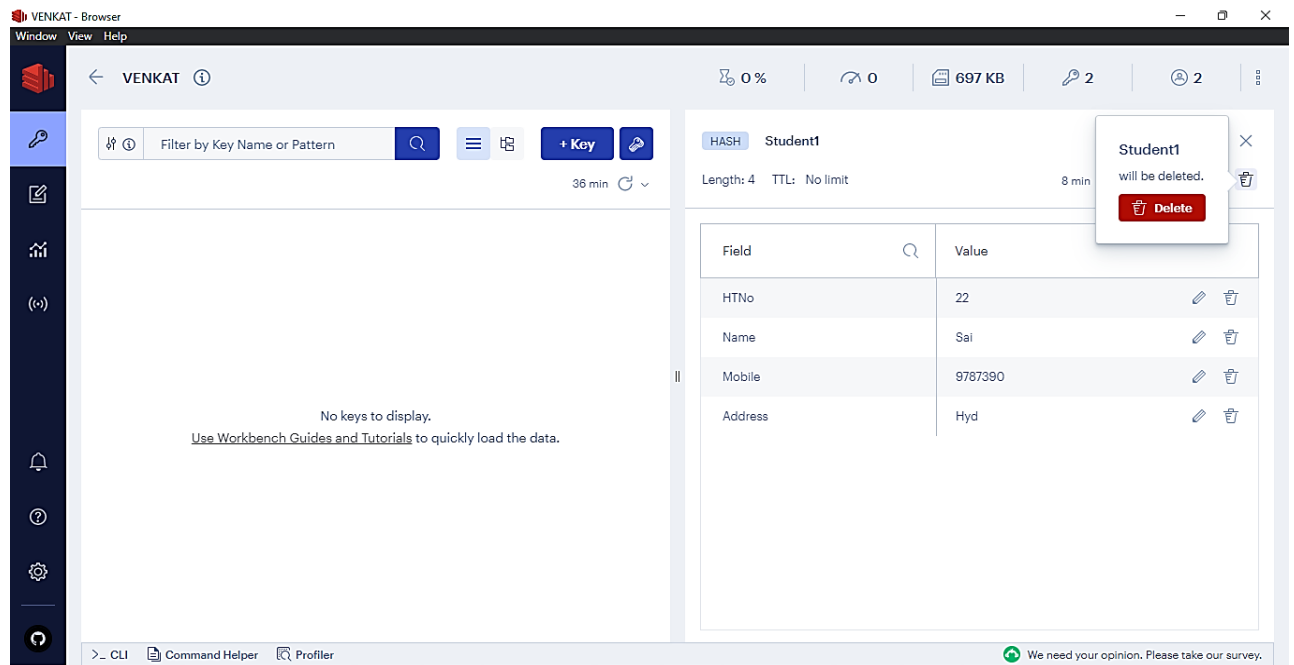 VENKAT - Browser
Window View Help
VENKAT
0 %
0
697 KB
2
2
Filter by Key Name or Pattern
+ Key
36 min
No keys to display.
Use Workbench Guides and Tutorials to quickly load the data.
HASH Student1
Length: 4 TTL: No limit
8 min
Student1
will be deleted.
Delete
Field Value
HTNo 22
Name Sai
Mobile 9787390
Address Hyd
>_ CLI Command Helper Profiler
We need your opinion. Please take our survey.